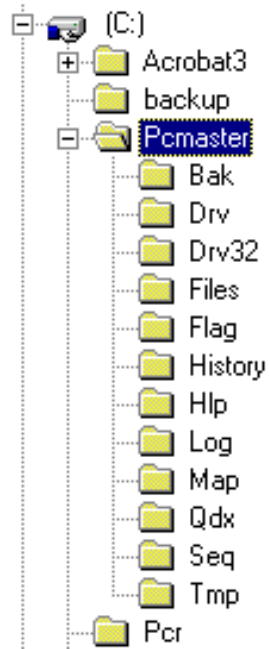 (C:)
Acrobat3
backup
Pcmaster
Bak
Drv
Drv32
Files
Flag
History
Hlp
Log
Map
Qdx
Seq
Tmp
Pcr